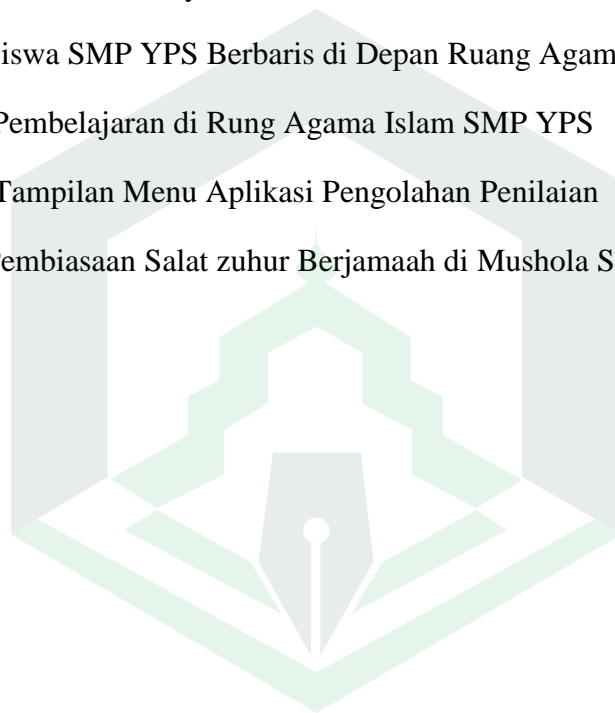 iswa SMP YPS Berbaris di Depan Ruang Agam
Pembelajaran di Rung Agama Islam SMP YPS
Tampilan Menu Aplikasi Pengolahan Penilaian
Pembiasaan Salat zuhur Berjamaah di Mushola S